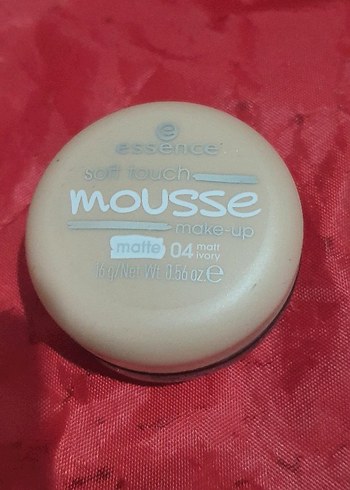 essence
soft touch
mousse
make-up
matte 04 matt ivory
16g/Net Wt. 0.56 oz. e